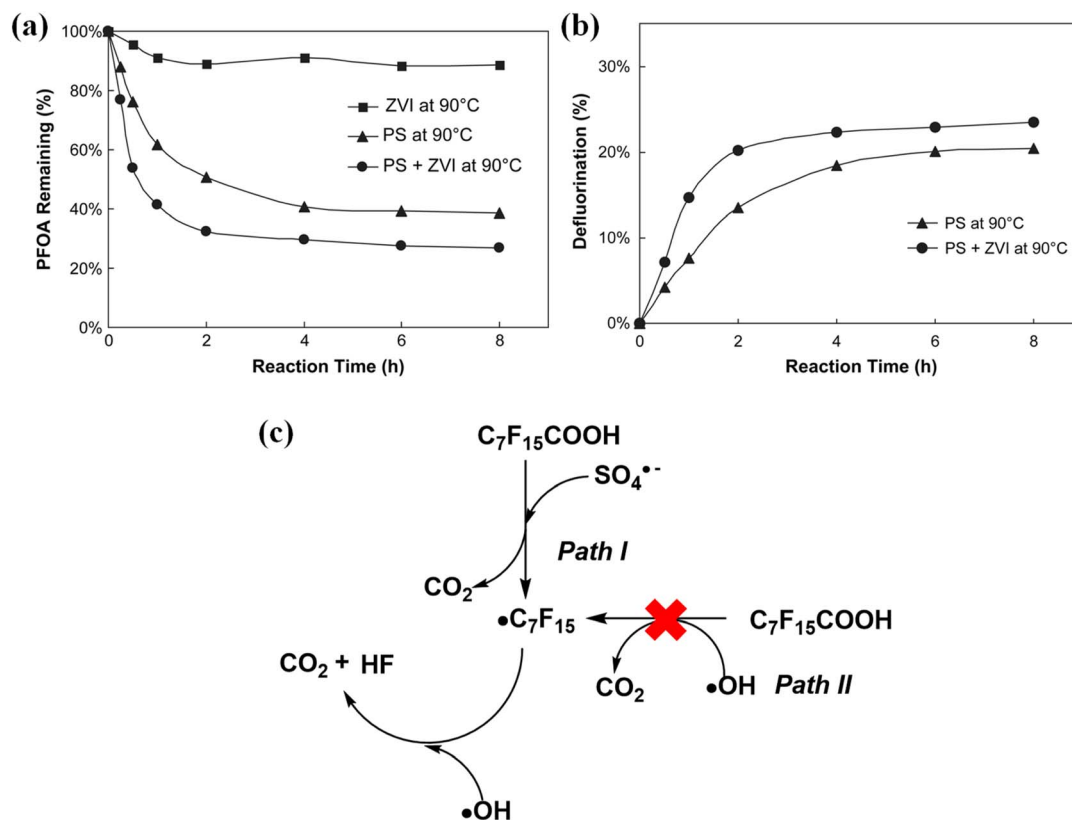 (a)
100%
80%
60%
40%
20%
0%
PFOA Remaining (%)
ZVI at 90°C
PS at 90°C
PS + ZVI at 90°C
0 2 4 6 8
Reaction Time (h)
(b)
30%
20%
10%
0%
Defluorination (%)
PS at 90°C
PS + ZVI at 90°C
0 2 4 6 8
Reaction Time (h)
(c)
C₇F₁₅COOH
SO₄•-
Path I
CO₂
•C₇F₁₅
C₇F₁₅COOH
CO₂ + HF
CO₂
•OH Path II
•OH